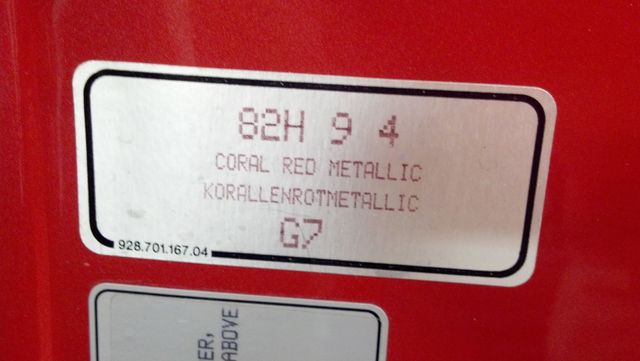 82H 9 4
CORAL RED METALLIC
KORALLENROTMETALLIC
G7
928.701.167.04
ER,
ABOVE